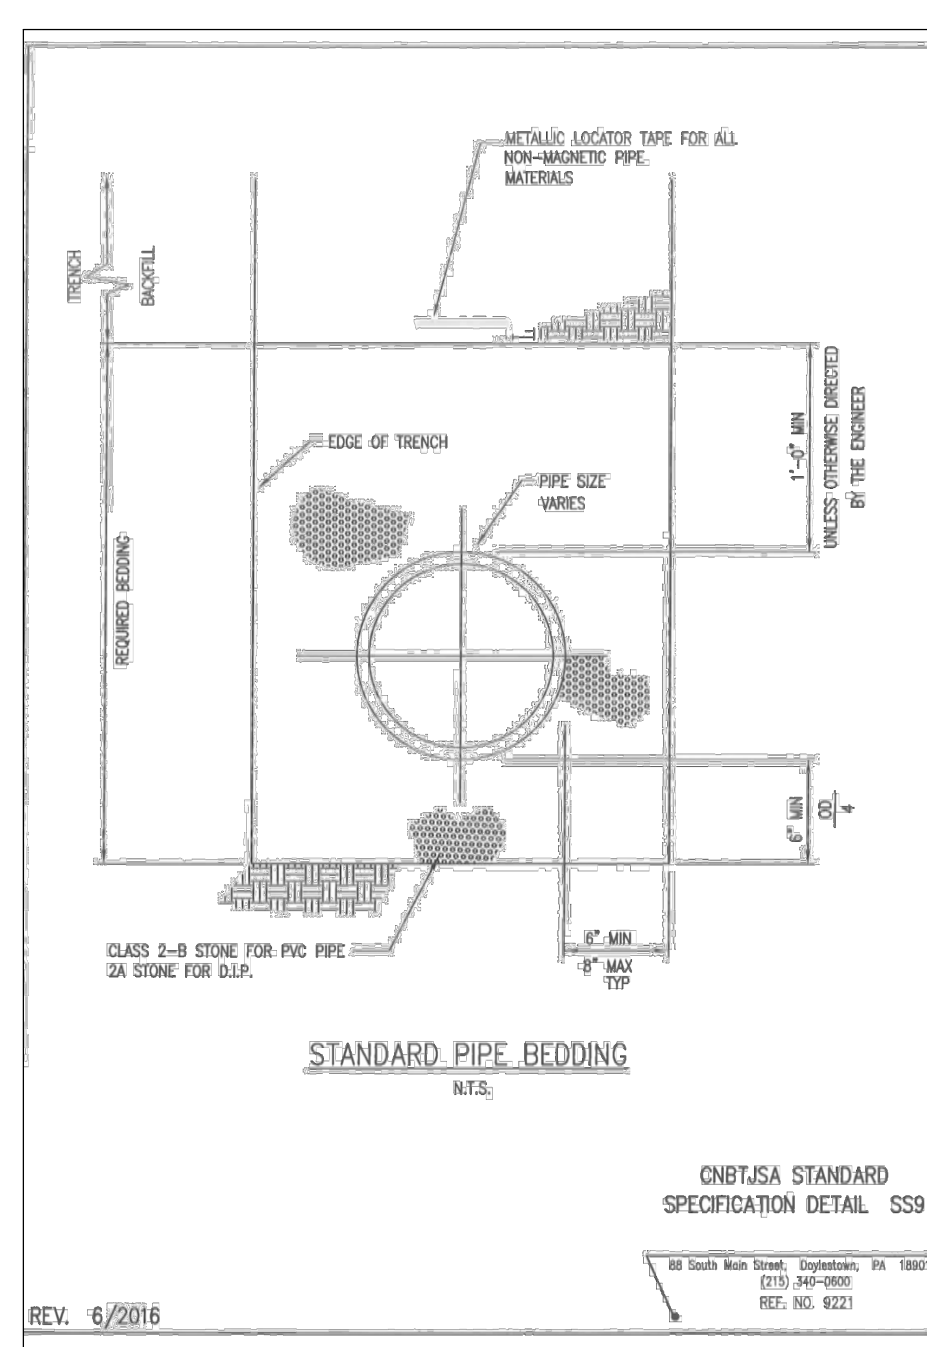 METALLIC LOCATOR TAPE FOR ALL
NON-MAGNETIC PIPE
MATERIALS
TRENCH
BACKFILL
UNLESS OTHERWISE DIRECTED
BY THE ENGINEER
1'-0" MIN
EDGE OF TRENCH
PIPE SIZE
VARIES
REQUIRED BEDDING
6" MIN
OD
4
6" MIN
8" MAX
TYP
CLASS 2-B STONE FOR PVC PIPE
2A STONE FOR D.I.P.
STANDARD PIPE BEDDING
N.T.S.
CNBTJSA STANDARD
SPECIFICATION DETAIL SS9
88 South Main Street, Doylestown, PA 18901
(215) 340-0600
REF. NO. 9221
REV. 6/2016